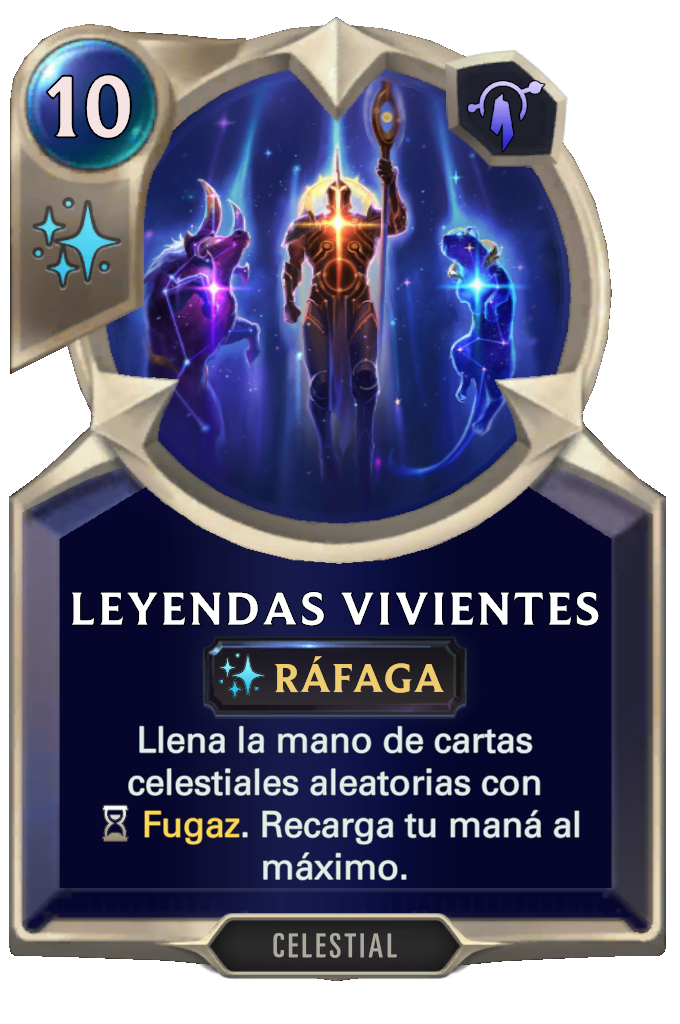 10
LEYENDAS VIVIENTES
RÁFAGA
Llena la mano de cartas
celestiales aleatorias con
Fugaz. Recarga tu maná al
máximo.
CELESTIAL